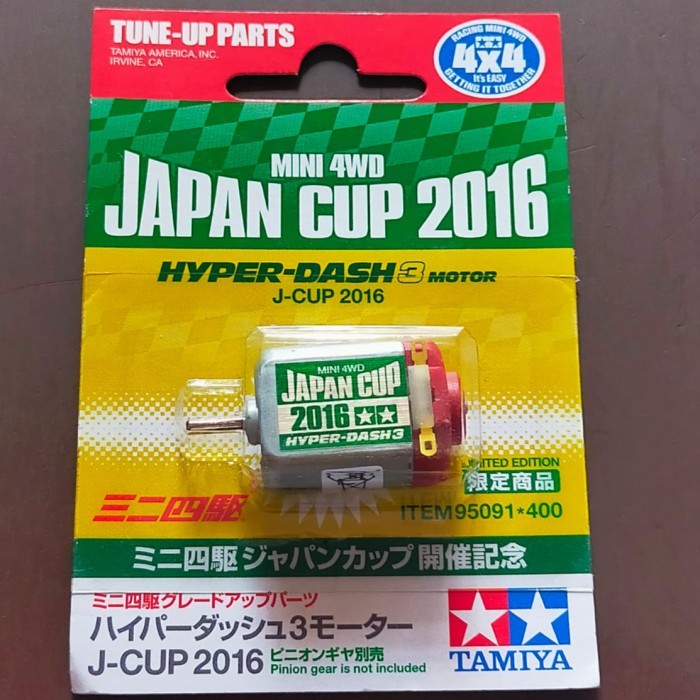 TUNE-UP PARTS
TAMIYA AMERICA, INC.
IRVINE, CA
RACING MINI 4WD
4x4
It's EASY
GETTING IT TOGETHER
MINI 4WD
JAPAN CUP 2016
HYPER-DASH3 MOTOR
J-CUP 2016
MINI 4WD
JAPAN CUP
2016
HYPER-DASH3
LIMITED EDITION
限定商品
ミニ四駆
ITEM 95091*400
ミニ四駆ジャパンカップ開催記念
ミニ四駆グレードアップパーツ
ハイパーダッシュ3モーター
J-CUP 2016 ピニオンギヤ別売
Pinion gear is not included
TAMIYA